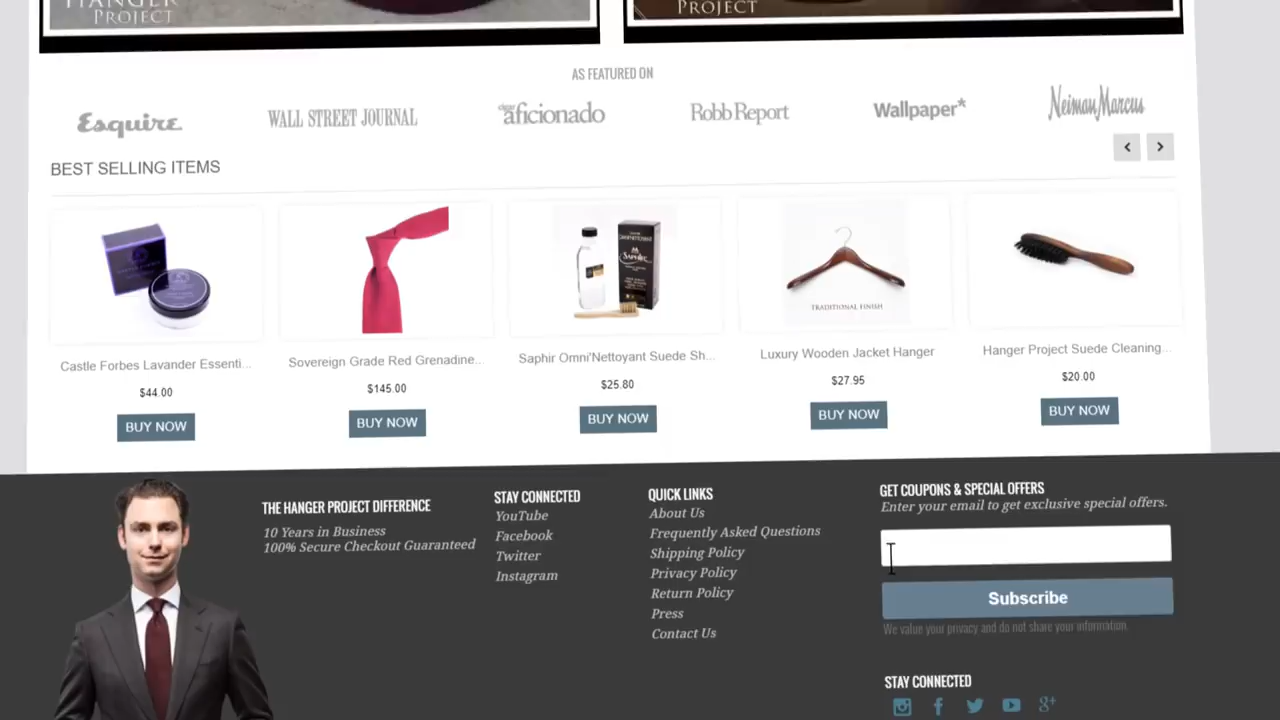 HANGER
PROJECT
PROJECT
AS FEATURED ON
Esquire
WALL STREET JOURNAL
cigar aficionado
Robb Report
Wallpaper*
Neiman Marcus
BEST SELLING ITEMS
TRADITIONAL FINISH
Castle Forbes Lavander Essenti...
Sovereign Grade Red Grenadine...
Saphir Omni'Nettoyant Suede Sh...
Luxury Wooden Jacket Hanger
Hanger Project Suede Cleaning...
$44.00
$145.00
$25.80
$27.95
$20.00
BUY NOW
BUY NOW
BUY NOW
BUY NOW
BUY NOW
THE HANGER PROJECT DIFFERENCE
10 Years in Business
100% Secure Checkout Guaranteed
STAY CONNECTED
YouTube
Facebook
Twitter
Instagram
QUICK LINKS
About Us
Frequently Asked Questions
Shipping Policy
Privacy Policy
Return Policy
Press
Contact Us
GET COUPONS & SPECIAL OFFERS
Enter your email to get exclusive special offers.
Subscribe
We value your privacy and do not share your information.
STAY CONNECTED